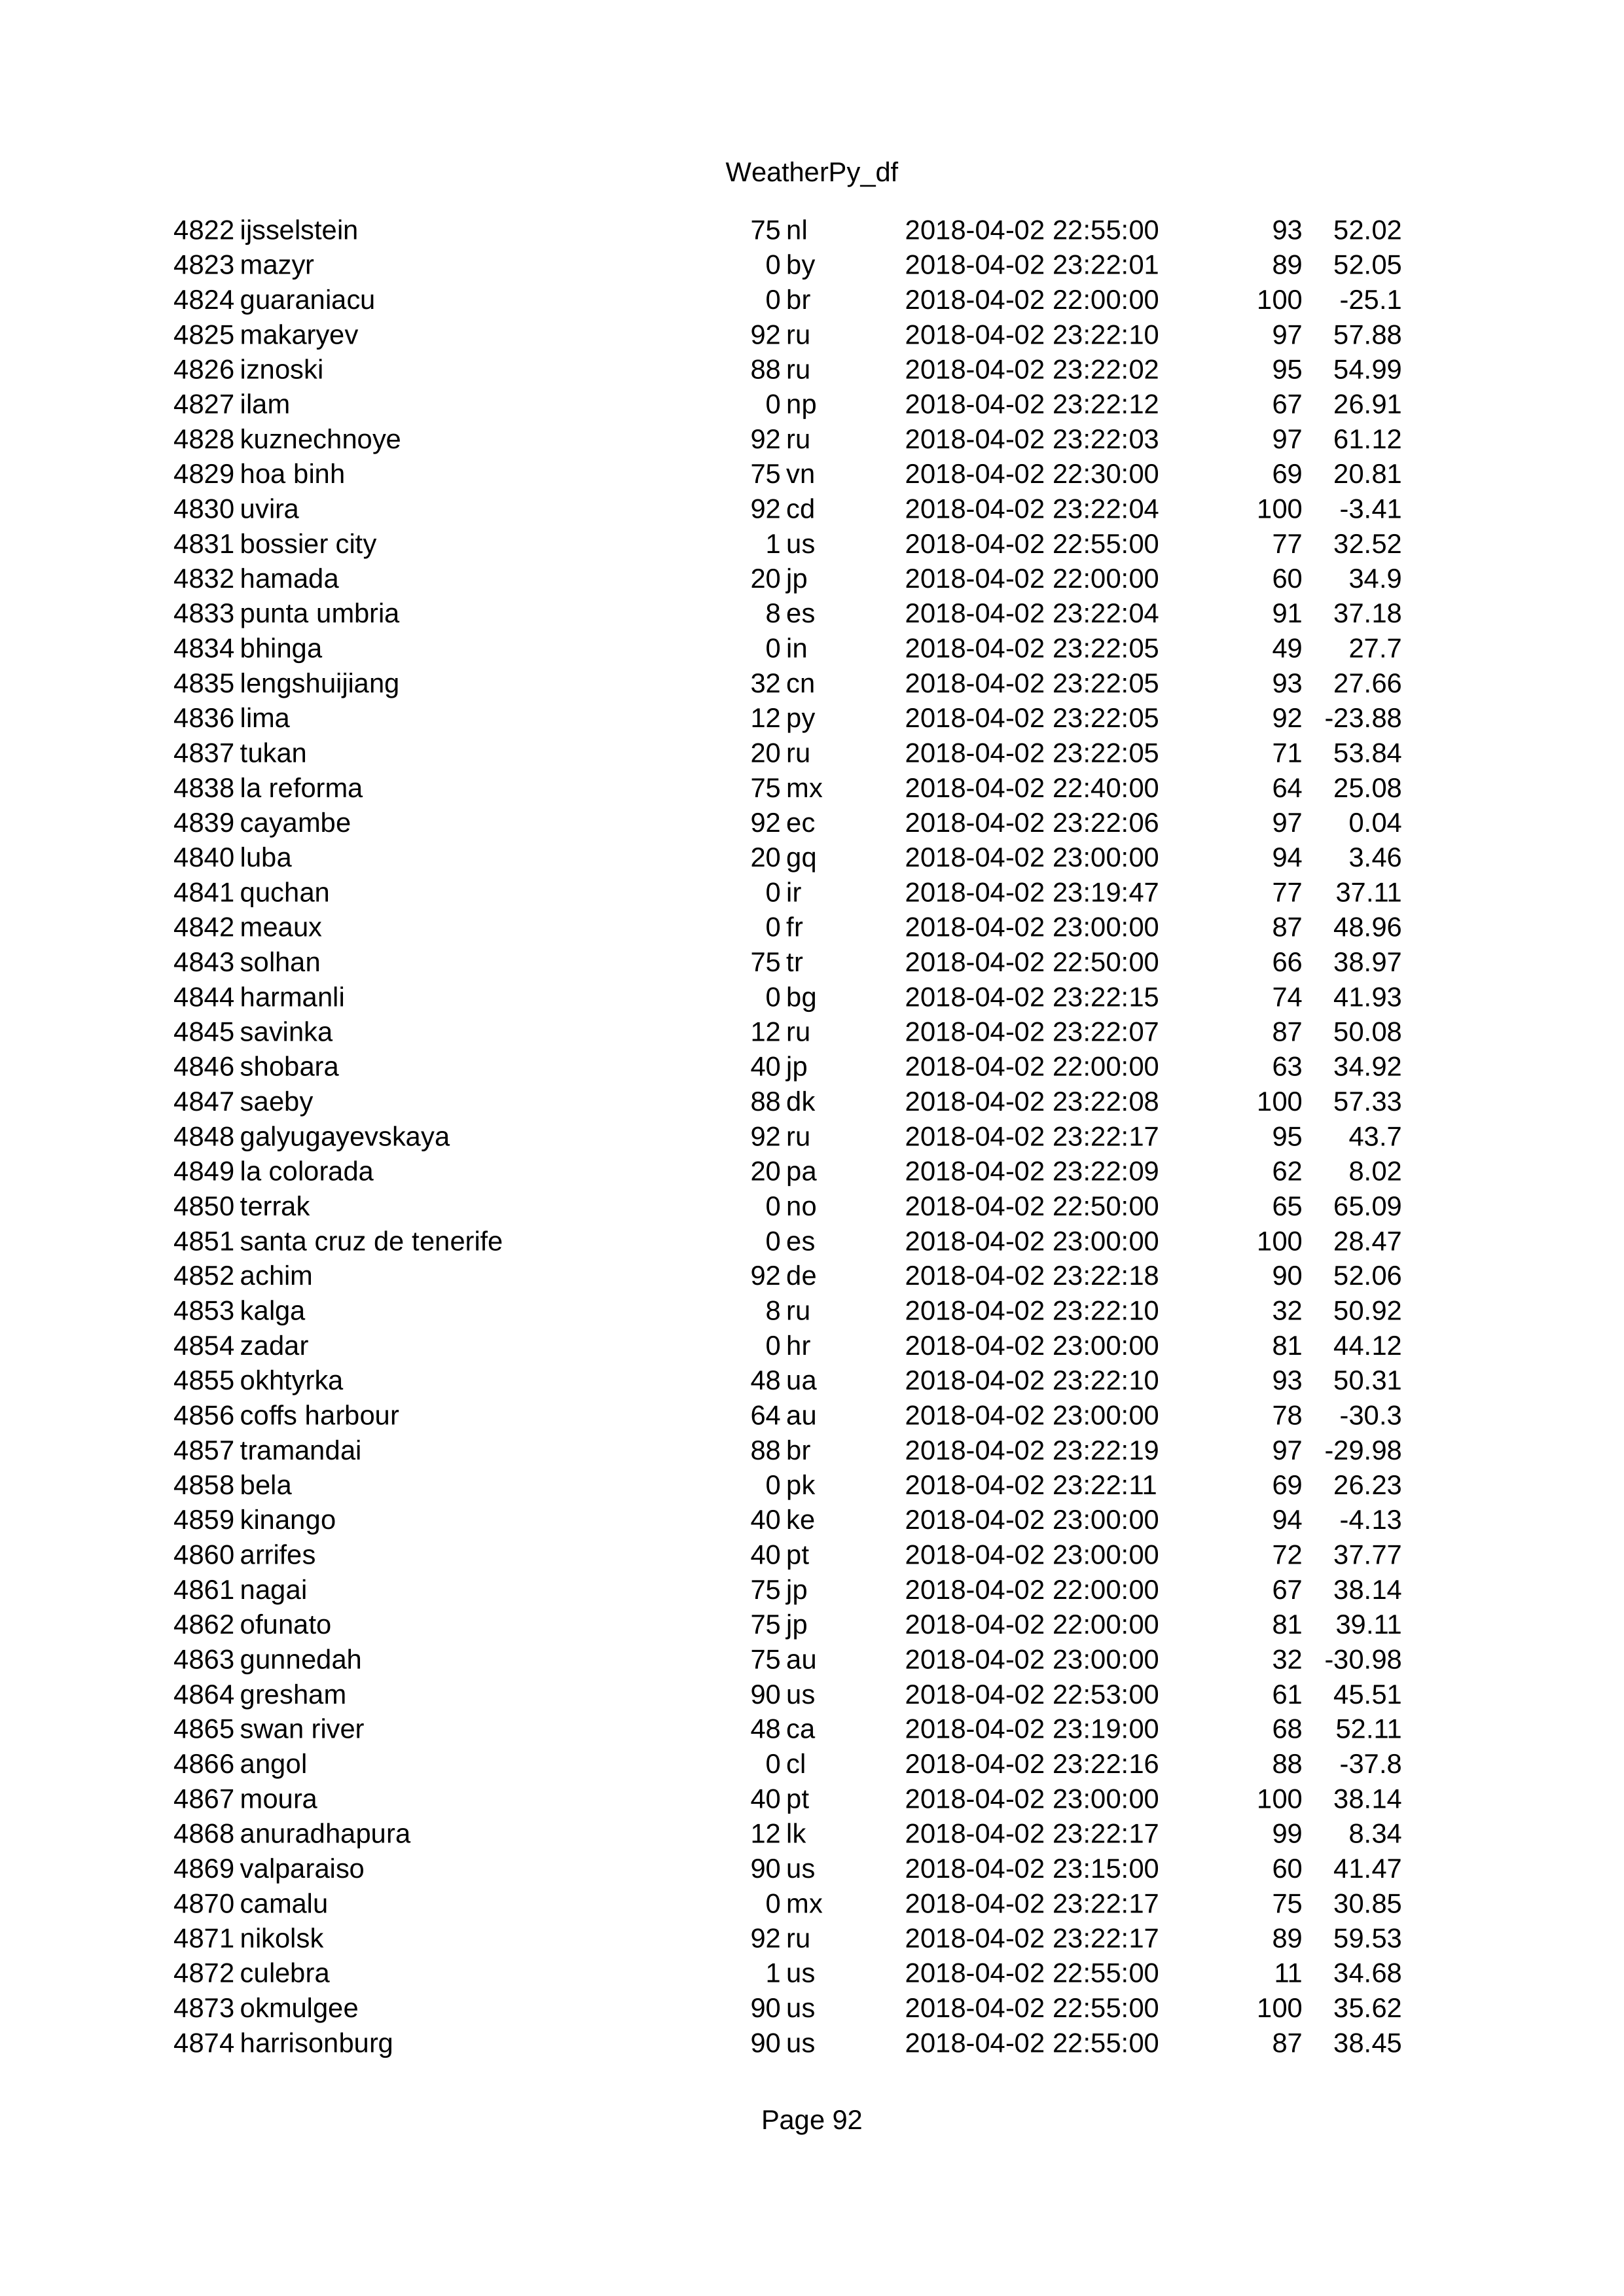 WeatherPy_df
4822 ijsselstein 75 nl 2018-04-02 22:55:00 93 52.02
4823 mazyr 0 by 2018-04-02 23:22:01 89 52.05
4824 guaraniacu 0 br 2018-04-02 22:00:00 100 -25.1
4825 makaryev 92 ru 2018-04-02 23:22:10 97 57.88
4826 iznoski 88 ru 2018-04-02 23:22:02 95 54.99
4827 ilam 0 np 2018-04-02 23:22:12 67 26.91
4828 kuznechnoye 92 ru 2018-04-02 23:22:03 97 61.12
4829 hoa binh 75 vn 2018-04-02 22:30:00 69 20.81
4830 uvira 92 cd 2018-04-02 23:22:04 100 -3.41
4831 bossier city 1 us 2018-04-02 22:55:00 77 32.52
4832 hamada 20 jp 2018-04-02 22:00:00 60 34.9
4833 punta umbria 8 es 2018-04-02 23:22:04 91 37.18
4834 bhinga 0 in 2018-04-02 23:22:05 49 27.7
4835 lengshuijiang 32 cn 2018-04-02 23:22:05 93 27.66
4836 lima 12 py 2018-04-02 23:22:05 92 -23.88
4837 tukan 20 ru 2018-04-02 23:22:05 71 53.84
4838 la reforma 75 mx 2018-04-02 22:40:00 64 25.08
4839 cayambe 92 ec 2018-04-02 23:22:06 97 0.04
4840 luba 20 gq 2018-04-02 23:00:00 94 3.46
4841 quchan 0 ir 2018-04-02 23:19:47 77 37.11
4842 meaux 0 fr 2018-04-02 23:00:00 87 48.96
4843 solhan 75 tr 2018-04-02 22:50:00 66 38.97
4844 harmanli 0 bg 2018-04-02 23:22:15 74 41.93
4845 savinka 12 ru 2018-04-02 23:22:07 87 50.08
4846 shobara 40 jp 2018-04-02 22:00:00 63 34.92
4847 saeby 88 dk 2018-04-02 23:22:08 100 57.33
4848 galyugayevskaya 92 ru 2018-04-02 23:22:17 95 43.7
4849 la colorada 20 pa 2018-04-02 23:22:09 62 8.02
4850 terrak 0 no 2018-04-02 22:50:00 65 65.09
4851 santa cruz de tenerife 0 es 2018-04-02 23:00:00 100 28.47
4852 achim 92 de 2018-04-02 23:22:18 90 52.06
4853 kalga 8 ru 2018-04-02 23:22:10 32 50.92
4854 zadar 0 hr 2018-04-02 23:00:00 81 44.12
4855 okhtyrka 48 ua 2018-04-02 23:22:10 93 50.31
4856 coffs harbour 64 au 2018-04-02 23:00:00 78 -30.3
4857 tramandai 88 br 2018-04-02 23:22:19 97 -29.98
4858 bela 0 pk 2018-04-02 23:22:11 69 26.23
4859 kinango 40 ke 2018-04-02 23:00:00 94 -4.13
4860 arrifes 40 pt 2018-04-02 23:00:00 72 37.77
4861 nagai 75 jp 2018-04-02 22:00:00 67 38.14
4862 ofunato 75 jp 2018-04-02 22:00:00 81 39.11
4863 gunnedah 75 au 2018-04-02 23:00:00 32 -30.98
4864 gresham 90 us 2018-04-02 22:53:00 61 45.51
4865 swan river 48 ca 2018-04-02 23:19:00 68 52.11
4866 angol 0 cl 2018-04-02 23:22:16 88 -37.8
4867 moura 40 pt 2018-04-02 23:00:00 100 38.14
4868 anuradhapura 12 lk 2018-04-02 23:22:17 99 8.34
4869 valparaiso 90 us 2018-04-02 23:15:00 60 41.47
4870 camalu 0 mx 2018-04-02 23:22:17 75 30.85
4871 nikolsk 92 ru 2018-04-02 23:22:17 89 59.53
4872 culebra 1 us 2018-04-02 22:55:00 11 34.68
4873 okmulgee 90 us 2018-04-02 22:55:00 100 35.62
4874 harrisonburg 90 us 2018-04-02 22:55:00 87 38.45
Page 92